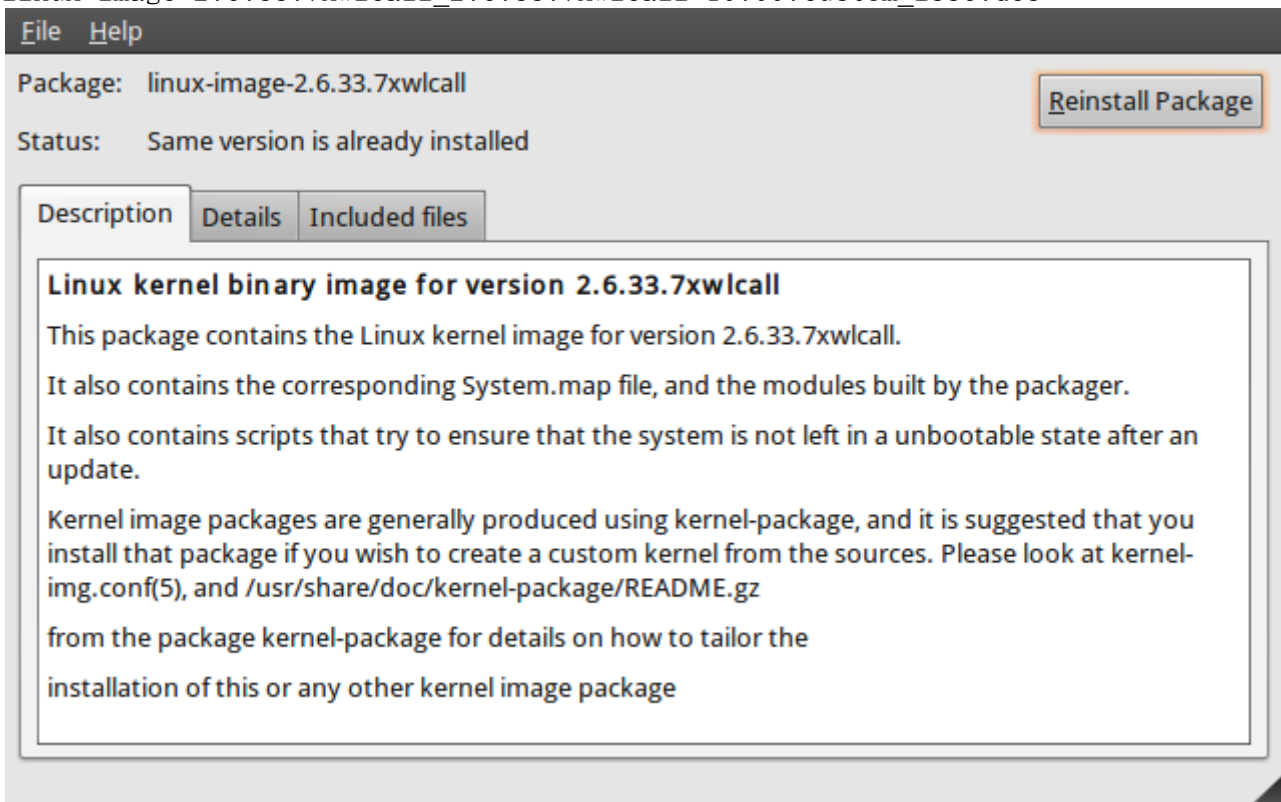 File Help
Package: linux-image-2.6.33.7xwlcall
Reinstall Package
Status: Same version is already installed
Description Details Included files
Linux kernel binary image for version 2.6.33.7xwlcall
This package contains the Linux kernel image for version 2.6.33.7xwlcall.
It also contains the corresponding System.map file, and the modules built by the packager.
It also contains scripts that try to ensure that the system is not left in a unbootable state after an
update.
Kernel image packages are generally produced using kernel-package, and it is suggested that you
install that package if you wish to create a custom kernel from the sources. Please look at kernel-
img.conf(5), and /usr/share/doc/kernel-package/README.gz
from the package kernel-package for details on how to tailor the
installation of this or any other kernel image package